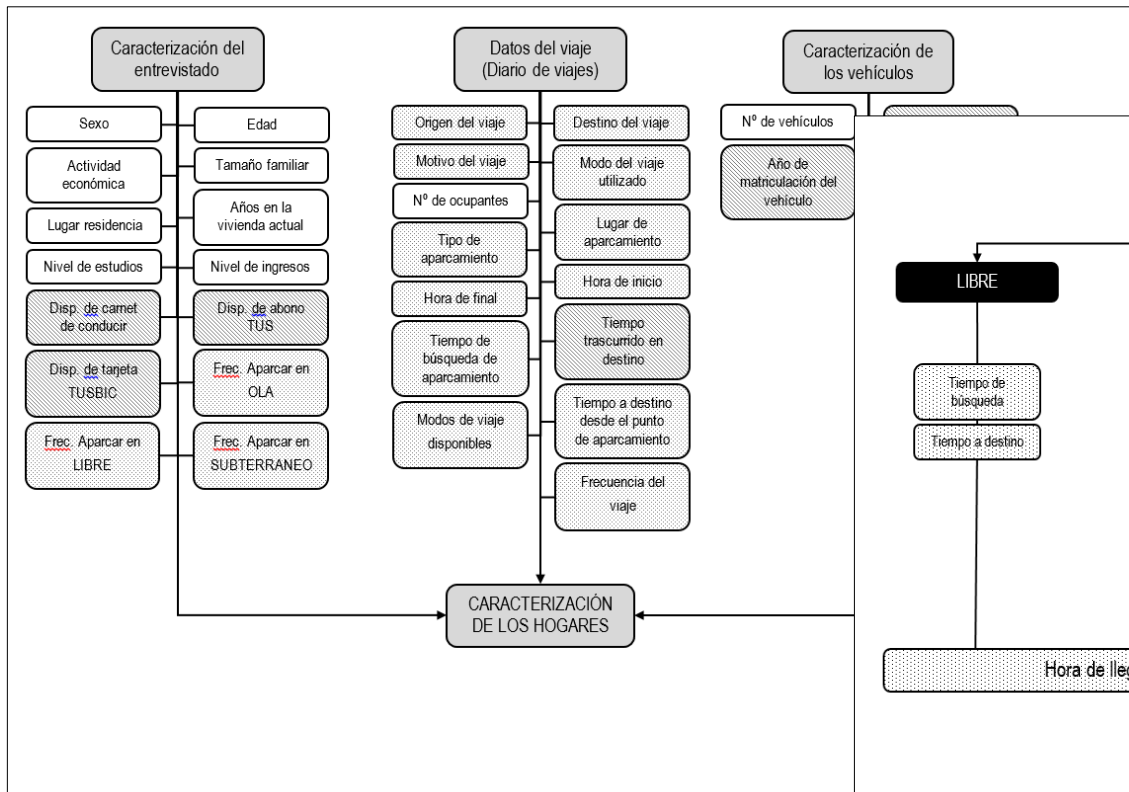 Caracterización del
entrevistado
Sexo
Edad
Actividad
económica
Tamaño familiar
Lugar residencia
Años en la
vivienda actual
Nivel de estudios
Nivel de ingresos
Disp. de carnet
de conducir
Disp. de abono
TUS
Disp. de tarjeta
TUSBIC
Frec. Aparcar en
OLA
Frec. Aparcar en
LIBRE
Frec. Aparcar en
SUBTERRANEO
Datos del viaje
(Diario de viajes)
Origen del viaje
Destino del viaje
Motivo del viaje
Modo del viaje
utilizado
Nº de ocupantes
Lugar de
aparcamiento
Tipo de
aparcamiento
Hora de inicio
Hora de final
Tiempo
trascurrido en
destino
Tiempo de
búsqueda de
aparcamiento
Tiempo a destino
desde el punto
de aparcamiento
Modos de viaje
disponibles
Frecuencia del
viaje
Caracterización de
los vehículos
Nº de vehículos
Año de
matriculación del
vehículo
CARACTERIZACIÓN
DE LOS HOGARES
LIBRE
Tiempo de
búsqueda
Tiempo a destino
Hora de lleg